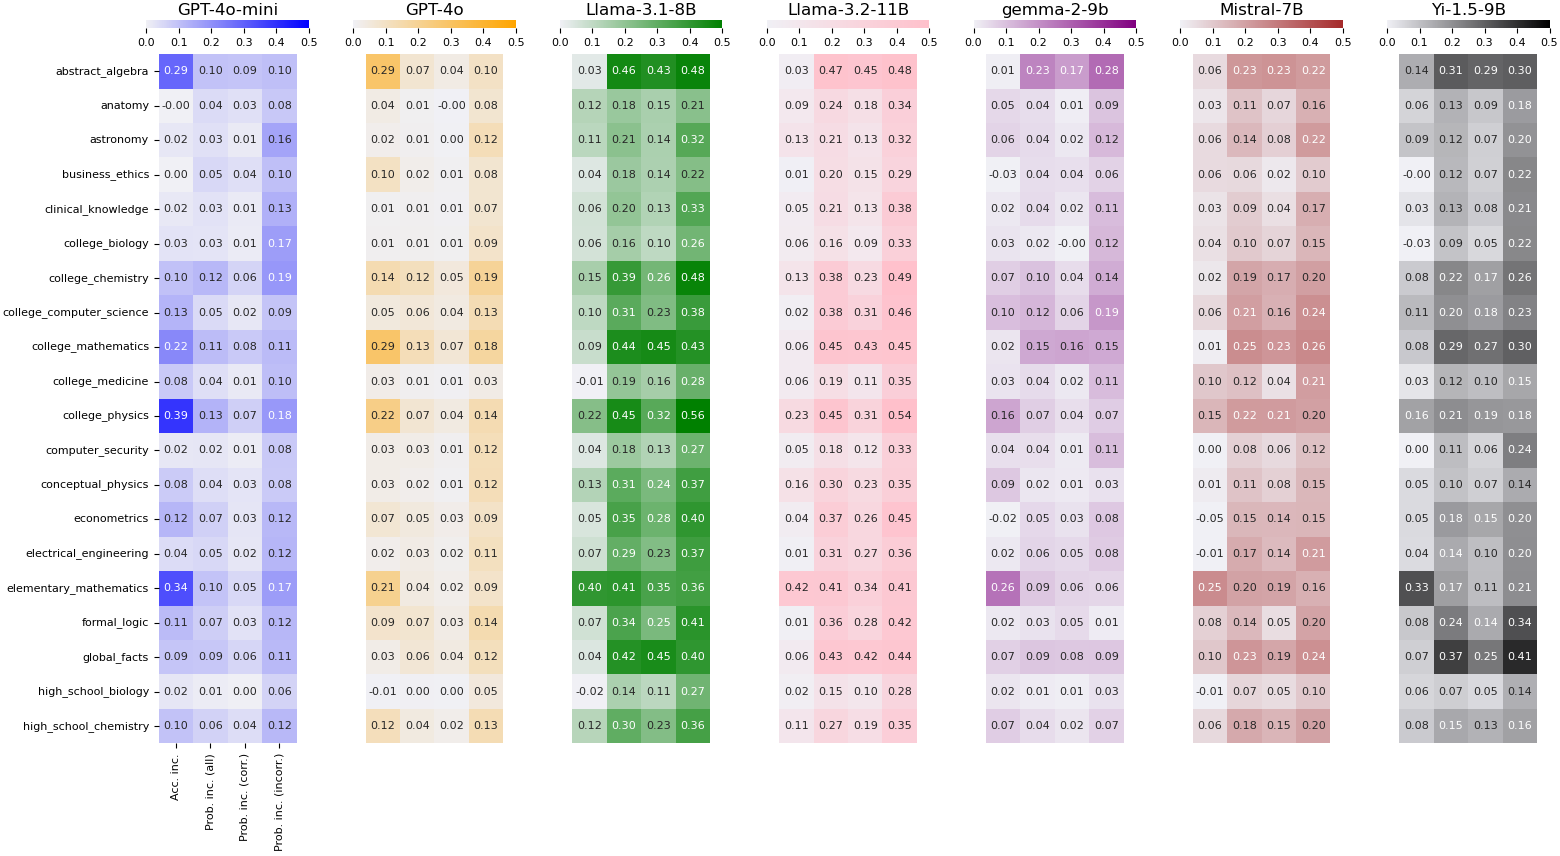 GPT-4o-mini GPT-4o Llama-3.1-8B Llama-3.2-11B gemma-2-9b Mistral-7B Yi-1.5-9B
0.0 0.1 0.2 0.3 0.4 0.5 0.0 0.1 0.2 0.3 0.4 0.5 0.0 0.1 0.2 0.3 0.4 0.5 0.0 0.1 0.2 0.3 0.4 0.5 0.0 0.1 0.2 0.3 0.4 0.5 0.0 0.1 0.2 0.3 0.4 0.5 0.0 0.1 0.2 0.3 0.4 0.5
abstract_algebra 0.29 0.10 0.09 0.10 0.29 0.07 0.04 0.10 0.03 0.46 0.43 0.48 0.03 0.47 0.45 0.48 0.01 0.23 0.17 0.28 0.06 0.23 0.23 0.22 0.14 0.31 0.29 0.30
anatomy -0.00 0.04 0.03 0.08 0.04 0.01 -0.00 0.08 0.12 0.18 0.15 0.21 0.09 0.24 0.18 0.34 0.05 0.04 0.01 0.09 0.03 0.11 0.07 0.16 0.06 0.13 0.09 0.18
astronomy 0.02 0.03 0.01 0.16 0.02 0.01 0.00 0.12 0.11 0.21 0.14 0.32 0.13 0.21 0.13 0.32 0.06 0.04 0.02 0.12 0.06 0.14 0.08 0.22 0.09 0.12 0.07 0.20
business_ethics 0.00 0.05 0.04 0.10 0.10 0.02 0.01 0.08 0.04 0.18 0.14 0.22 0.01 0.20 0.15 0.29 -0.03 0.04 0.04 0.06 0.06 0.06 0.02 0.10 -0.00 0.12 0.07 0.22
clinical_knowledge 0.02 0.03 0.01 0.13 0.01 0.01 0.01 0.07 0.06 0.20 0.13 0.33 0.05 0.21 0.13 0.38 0.02 0.04 0.02 0.11 0.03 0.09 0.04 0.17 0.03 0.13 0.08 0.21
college_biology 0.03 0.03 0.01 0.17 0.01 0.01 0.01 0.09 0.06 0.16 0.10 0.26 0.06 0.16 0.09 0.33 0.03 0.02 -0.00 0.12 0.04 0.10 0.07 0.15 -0.03 0.09 0.05 0.22
college_chemistry 0.10 0.12 0.06 0.19 0.14 0.12 0.05 0.19 0.15 0.39 0.26 0.48 0.13 0.38 0.23 0.49 0.07 0.10 0.04 0.14 0.02 0.19 0.17 0.20 0.08 0.22 0.17 0.26
college_computer_science 0.13 0.05 0.02 0.09 0.05 0.06 0.04 0.13 0.10 0.31 0.23 0.38 0.02 0.38 0.31 0.46 0.10 0.12 0.06 0.19 0.06 0.21 0.16 0.24 0.11 0.20 0.18 0.23
college_mathematics 0.22 0.11 0.08 0.11 0.29 0.13 0.07 0.18 0.09 0.44 0.45 0.43 0.06 0.45 0.43 0.45 0.02 0.15 0.16 0.15 0.01 0.25 0.23 0.26 0.08 0.29 0.27 0.30
college_medicine 0.08 0.04 0.01 0.10 0.03 0.01 0.01 0.03 -0.01 0.19 0.16 0.28 0.06 0.19 0.11 0.35 0.03 0.04 0.02 0.11 0.10 0.12 0.04 0.21 0.03 0.12 0.10 0.15
college_physics 0.39 0.13 0.07 0.18 0.22 0.07 0.04 0.14 0.22 0.45 0.32 0.56 0.23 0.45 0.31 0.54 0.16 0.07 0.04 0.07 0.15 0.22 0.21 0.20 0.16 0.21 0.19 0.18
computer_security 0.02 0.02 0.01 0.08 0.03 0.03 0.01 0.12 0.04 0.18 0.13 0.27 0.05 0.18 0.12 0.33 0.04 0.04 0.01 0.11 0.00 0.08 0.06 0.12 0.00 0.11 0.06 0.24
conceptual_physics 0.08 0.04 0.03 0.08 0.03 0.02 0.01 0.12 0.13 0.31 0.24 0.37 0.16 0.30 0.23 0.35 0.09 0.02 0.01 0.03 0.01 0.11 0.08 0.15 0.05 0.10 0.07 0.14
econometrics 0.12 0.07 0.03 0.12 0.07 0.05 0.03 0.09 0.05 0.35 0.28 0.40 0.04 0.37 0.26 0.45 -0.02 0.05 0.03 0.08 -0.05 0.15 0.14 0.15 0.05 0.18 0.15 0.20
electrical_engineering 0.04 0.05 0.02 0.12 0.02 0.03 0.02 0.11 0.07 0.29 0.23 0.37 0.01 0.31 0.27 0.36 0.02 0.06 0.05 0.08 -0.01 0.17 0.14 0.21 0.04 0.14 0.10 0.20
elementary_mathematics 0.34 0.10 0.05 0.17 0.21 0.04 0.02 0.09 0.40 0.41 0.35 0.36 0.42 0.41 0.34 0.41 0.26 0.09 0.06 0.06 0.25 0.20 0.19 0.16 0.33 0.17 0.11 0.21
formal_logic 0.11 0.07 0.03 0.12 0.09 0.07 0.03 0.14 0.07 0.34 0.25 0.41 0.01 0.36 0.28 0.42 0.02 0.03 0.05 0.01 0.08 0.14 0.05 0.20 0.08 0.24 0.14 0.34
global_facts 0.09 0.09 0.06 0.11 0.03 0.06 0.04 0.12 0.04 0.42 0.45 0.40 0.06 0.43 0.42 0.44 0.07 0.09 0.08 0.09 0.10 0.23 0.19 0.24 0.07 0.37 0.25 0.41
high_school_biology 0.02 0.01 0.00 0.06 -0.01 0.00 0.00 0.05 -0.02 0.14 0.11 0.27 0.02 0.15 0.10 0.28 0.02 0.01 0.01 0.03 -0.01 0.07 0.05 0.10 0.06 0.07 0.05 0.14
high_school_chemistry 0.10 0.06 0.04 0.12 0.12 0.04 0.02 0.13 0.12 0.30 0.23 0.36 0.11 0.27 0.19 0.35 0.07 0.04 0.02 0.07 0.06 0.18 0.15 0.20 0.08 0.15 0.13 0.16
Acc. inc.
Prob. inc. (all)
Prob. inc. (corr.)
Prob. inc. (incorr.)